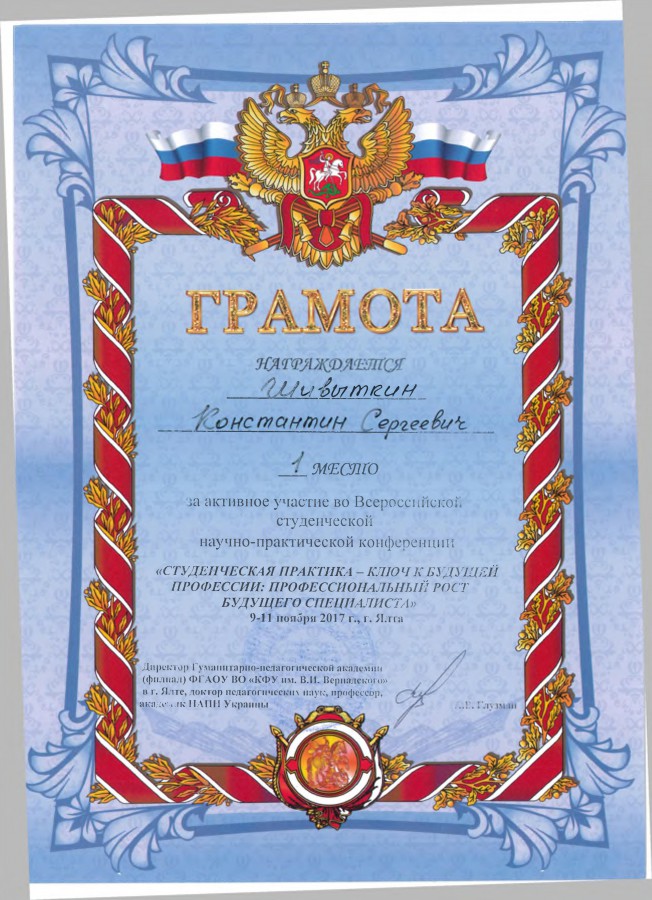 ГРАМОТА
НАГРАЖДАЕТСЯ
Шивыткин
Константин Сергеевич
1 МЕСТО
за активное участие во Всероссийской
студенческой
научно-практической конференции
«СТУДЕНЧЕСКАЯ ПРАКТИКА – КЛЮЧ К БУДУЩЕЙ
ПРОФЕССИИ: ПРОФЕССИОНАЛЬНЫЙ РОСТ
БУДУЩЕГО СПЕЦИАЛИСТА»
9-11 ноября 2017 г., г. Ялта
Директор Гуманитарно-педагогической академии
(филиал) ФГАОУ ВО «КФУ им. В.И. Вернадского»
в г. Ялте, доктор педагогических наук, профессор,
академик НАПН Украины
А.В. Глузман